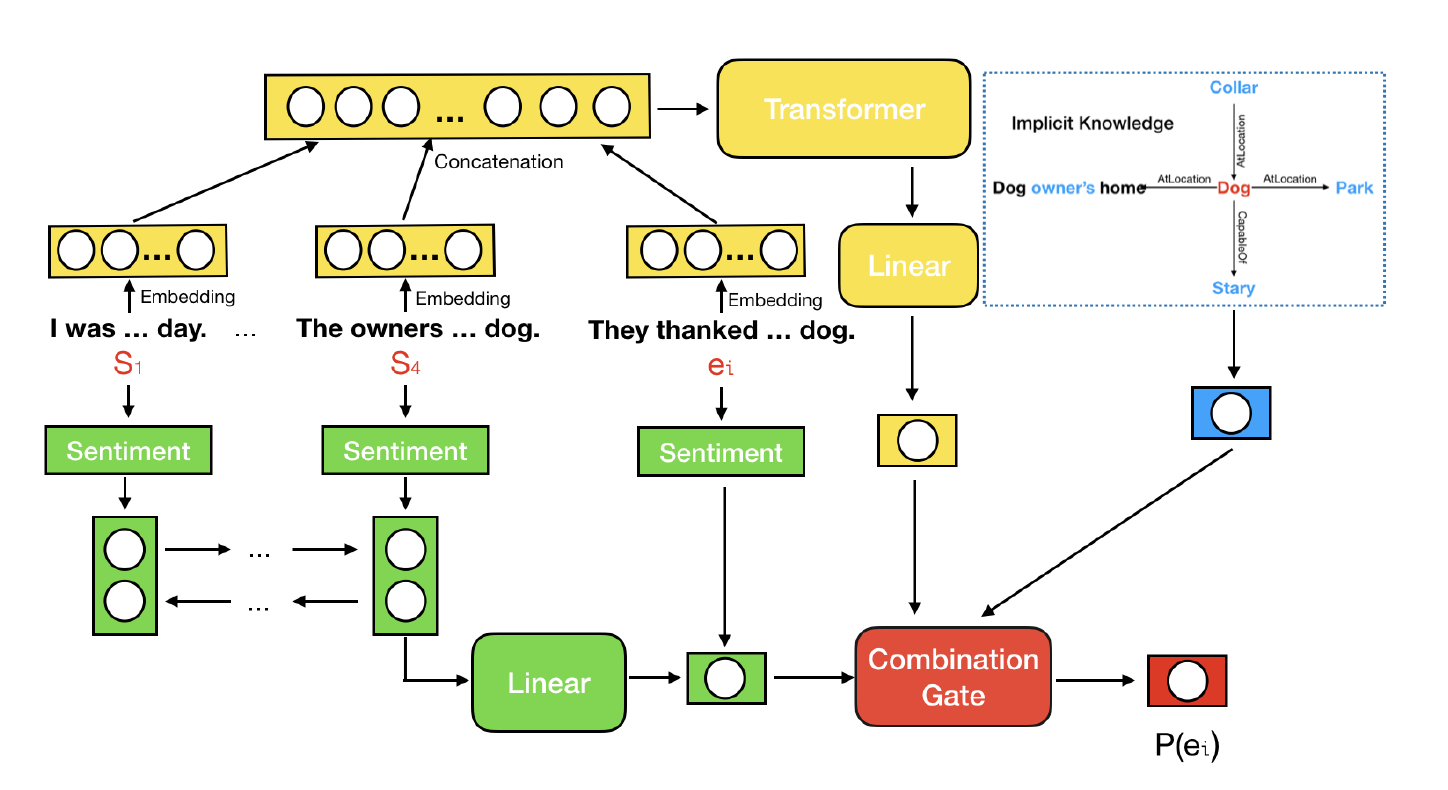 Transformer
Collar
Implicit Knowledge
AtLocation
Concatenation
Dog owner's home
AtLocation
Dog
AtLocation
Park
CapableOf
Linear
Stary
Embedding
Embedding
Embedding
...
...
...
...
I was ... day.
...
The owners ... dog.
They thanked ... dog.
S1
S4
ei
Sentiment
Sentiment
Sentiment
...
...
Linear
Combination
Gate
P(ei)